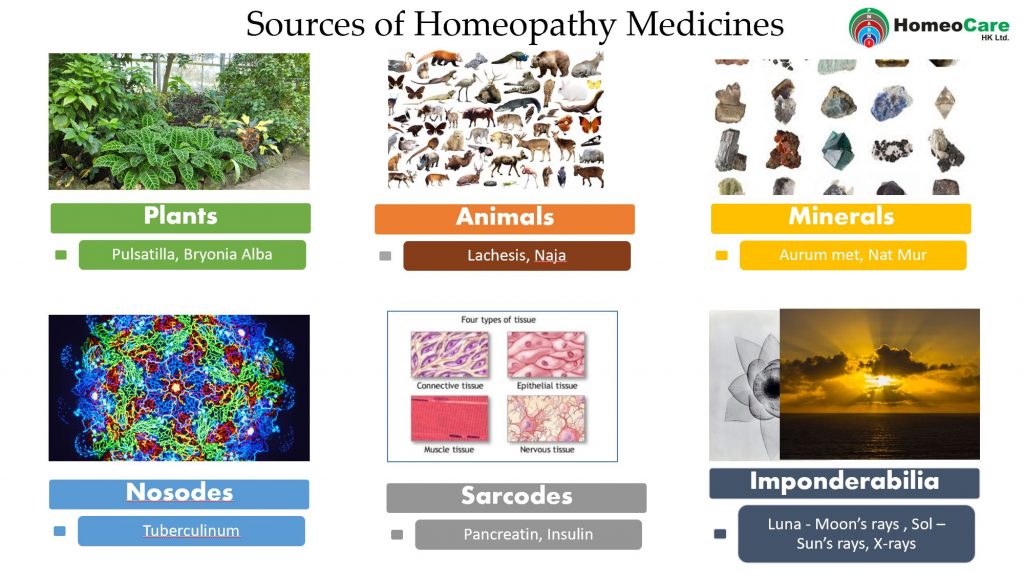 Sources of Homeopathy Medicines
HomeoCare
HK Ltd.
Plants
Pulsatilla, Bryonia Alba
Animals
Lachesis, Naja
Minerals
Aurum met, Nat Mur
Four types of tissue
Connective tissue
Epithelial tissue
Muscle tissue
Nervous tissue
Nosodes
Tuberculinum
Sarcodes
Pancreatin, Insulin
Imponderabilia
Luna - Moon’s rays , Sol –
Sun’s rays, X-rays